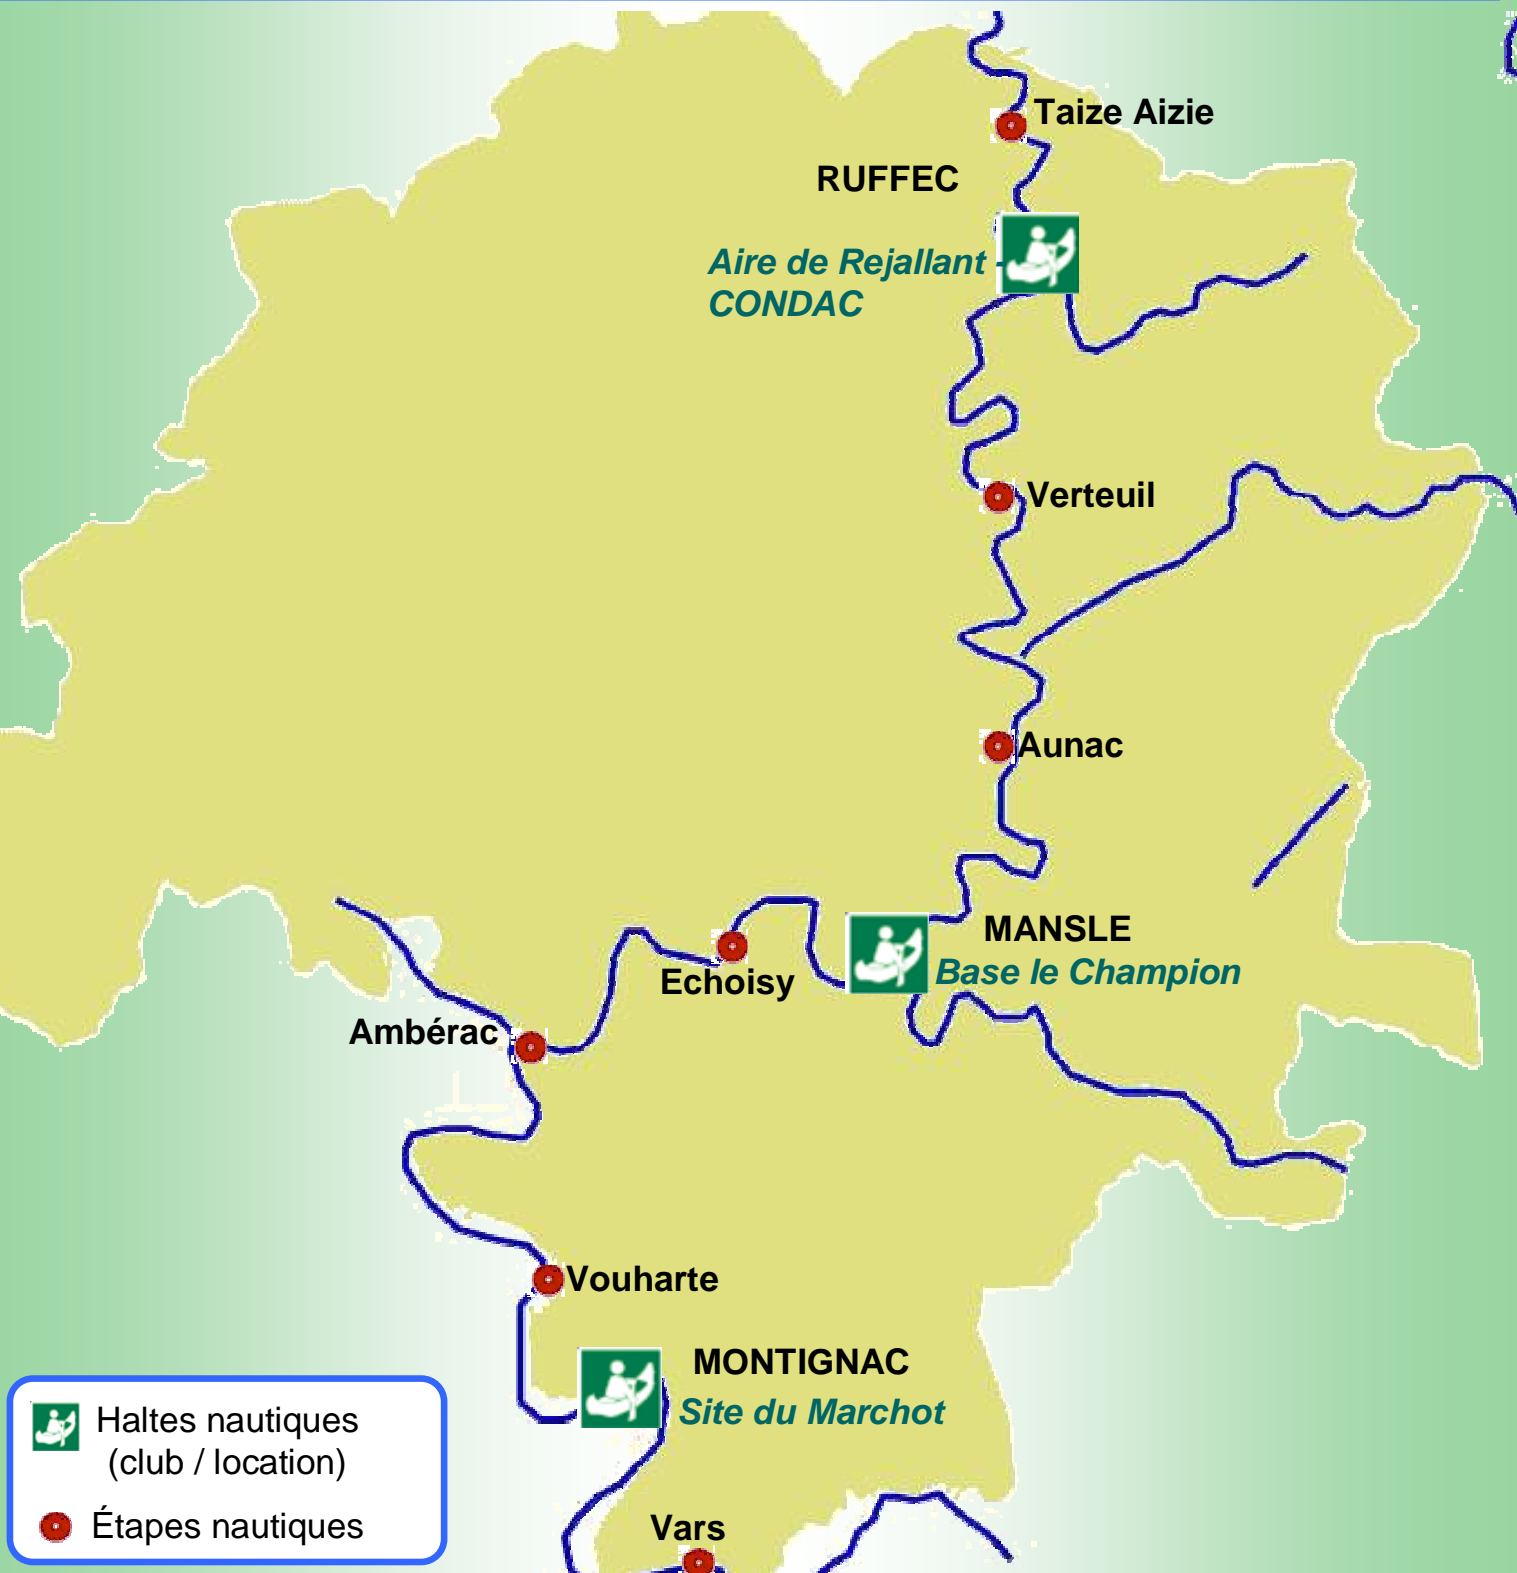 Taize Aizie
RUFFEC
Aire de Rejallant -
CONDAC
Verteuil
Aunac
MANSLE
Base le Champion
Echoisy
Ambérac
Vouharte
MONTIGNAC
Site du Marchot
Haltes nautiques
(club / location)
Étapes nautiques
Vars